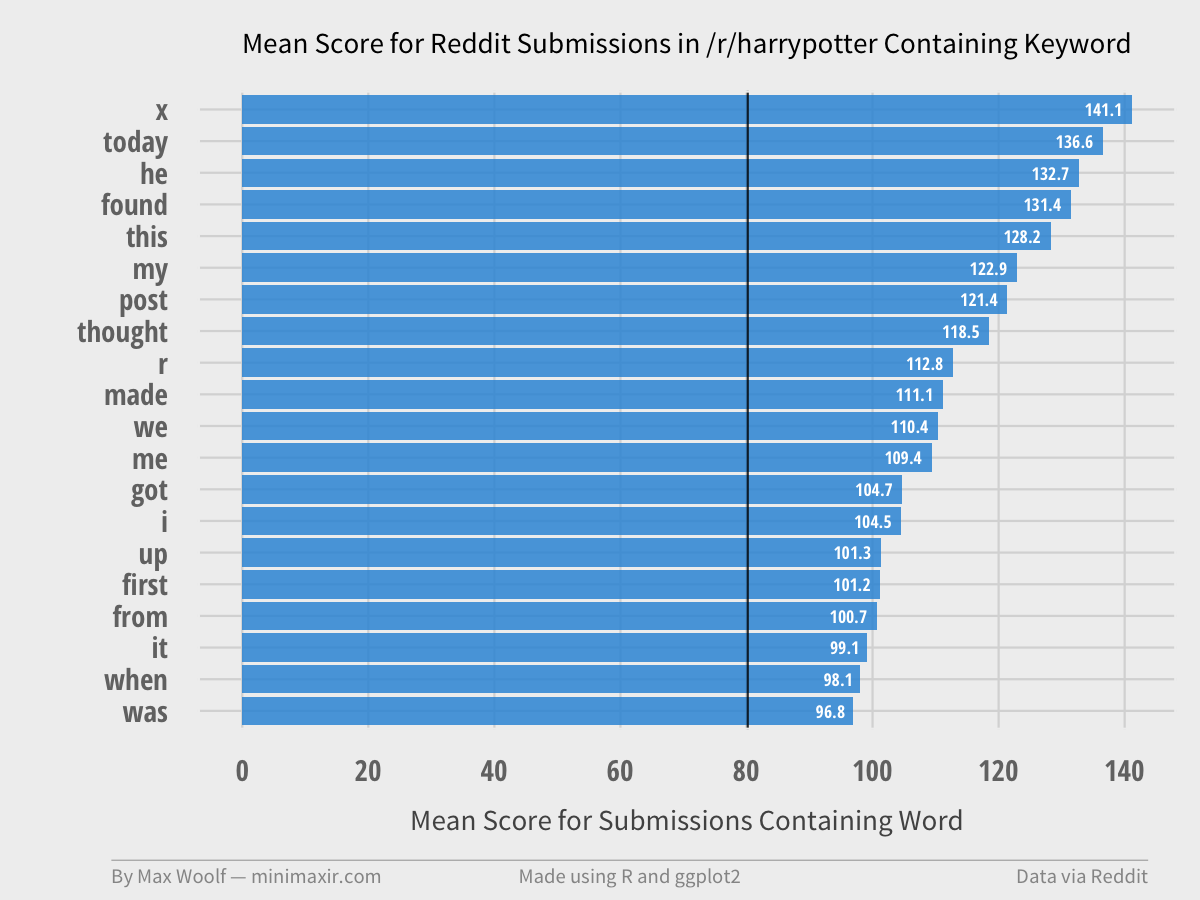 Mean Score for Reddit Submissions in /r/harrypotter Containing Keyword
x 141.1
today 136.6
he 132.7
found 131.4
this 128.2
my 122.9
post 121.4
thought 118.5
r 112.8
made 111.1
we 110.4
me 109.4
got 104.7
i 104.5
up 101.3
first 101.2
from 100.7
it 99.1
when 98.1
was 96.8
0 20 40 60 80 100 120 140
Mean Score for Submissions Containing Word
By Max Woolf — minimaxir.com Made using R and ggplot2 Data via Reddit